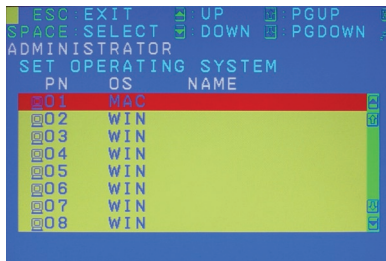 ESC:EXIT :UP :PGUP
SPACE:SELECT :DOWN :PGDOWN
ADMINISTRATOR
SET OPERATING SYSTEM
PN OS NAME
01 MAC
02 WIN
03 WIN
04 WIN
05 WIN
06 WIN
07 WIN
08 WIN